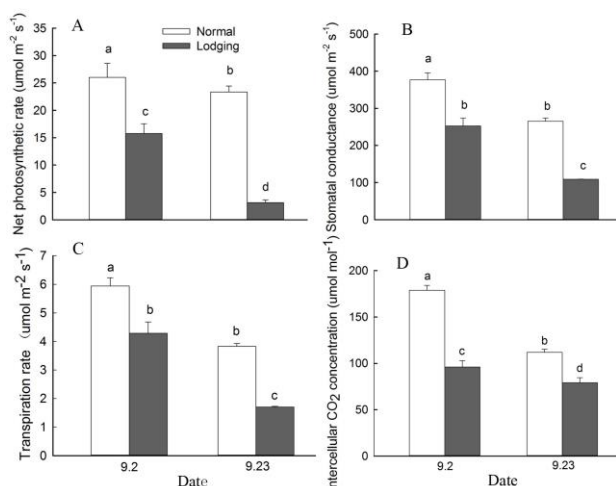 A
Normal
Lodging
Net photosynthetic rate (umol m⁻² s⁻¹)
35
30
25
20
15
10
5
0
a
c
b
d
B
Stomatal conductance (umol m⁻² s⁻¹)
500
400
300
200
100
0
a
b
b
c
C
Transpiration rate （umol m-2 s-1)
6
5
4
3
2
1
0
a
b
b
c
9.2
9.23
Date
D
Intercellular CO₂ concentration (umol mol⁻¹)
200
150
100
50
0
a
c
b
d
9.2
9.23
Date